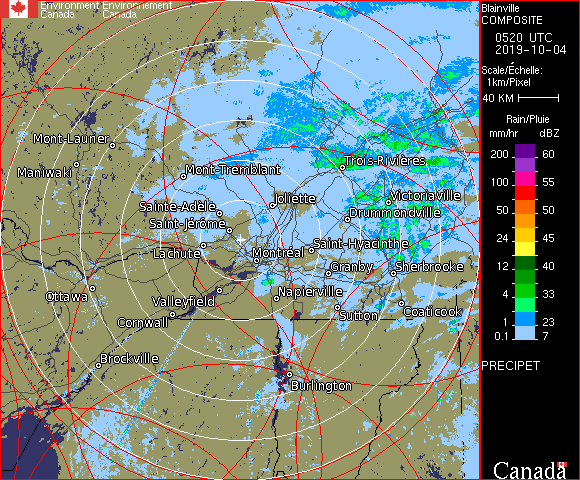 Environment Environnement
Canada Canada
Mont-Laurier
Maniwaki
Mont-Tremblant
Trois-Rivières
Sainte-Adèle
Joliette
Victoriaville
Drummondville
Saint-Jérôme
Lachute
Montréal
Saint-Hyacinthe
Granby
Sherbrooke
Ottawa
Valleyfield
Napierville
Cornwall
Sutton
Coaticook
Brockville
Burlington
Blainville
COMPOSITE
0520 UTC
2019-10-04
Scale/Échelle:
1km/Pixel
40 KM
Rain/Pluie
mm/hr dBZ
200 60
100 55
50 50
24 45
12 40
4 33
1 23
0.1 7
PRECIPET
Canada